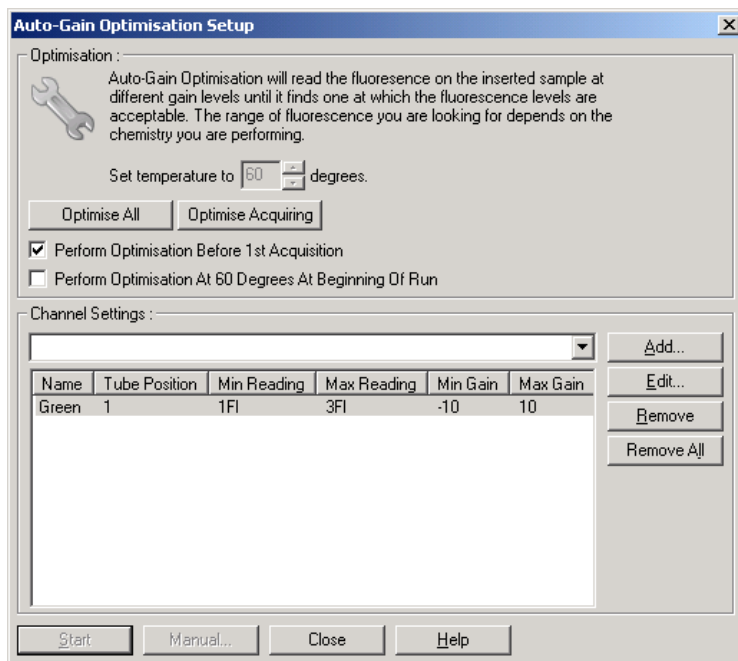 Auto-Gain Optimisation Setup
Optimisation :
Auto-Gain Optimisation will read the fluoresence on the inserted sample at
different gain levels until it finds one at which the fluorescence levels are
acceptable. The range of fluorescence you are looking for depends on the
chemistry you are performing.
Set temperature to 60 degrees.
Optimise All Optimise Acquiring
Perform Optimisation Before 1st Acquisition
Perform Optimisation At 60 Degrees At Beginning Of Run
Channel Settings :
Add...
Edit...
Remove
Remove All
Name Tube Position Min Reading Max Reading Min Gain Max Gain
Green 1 1Fl 3Fl -10 10
Start Manual... Close Help